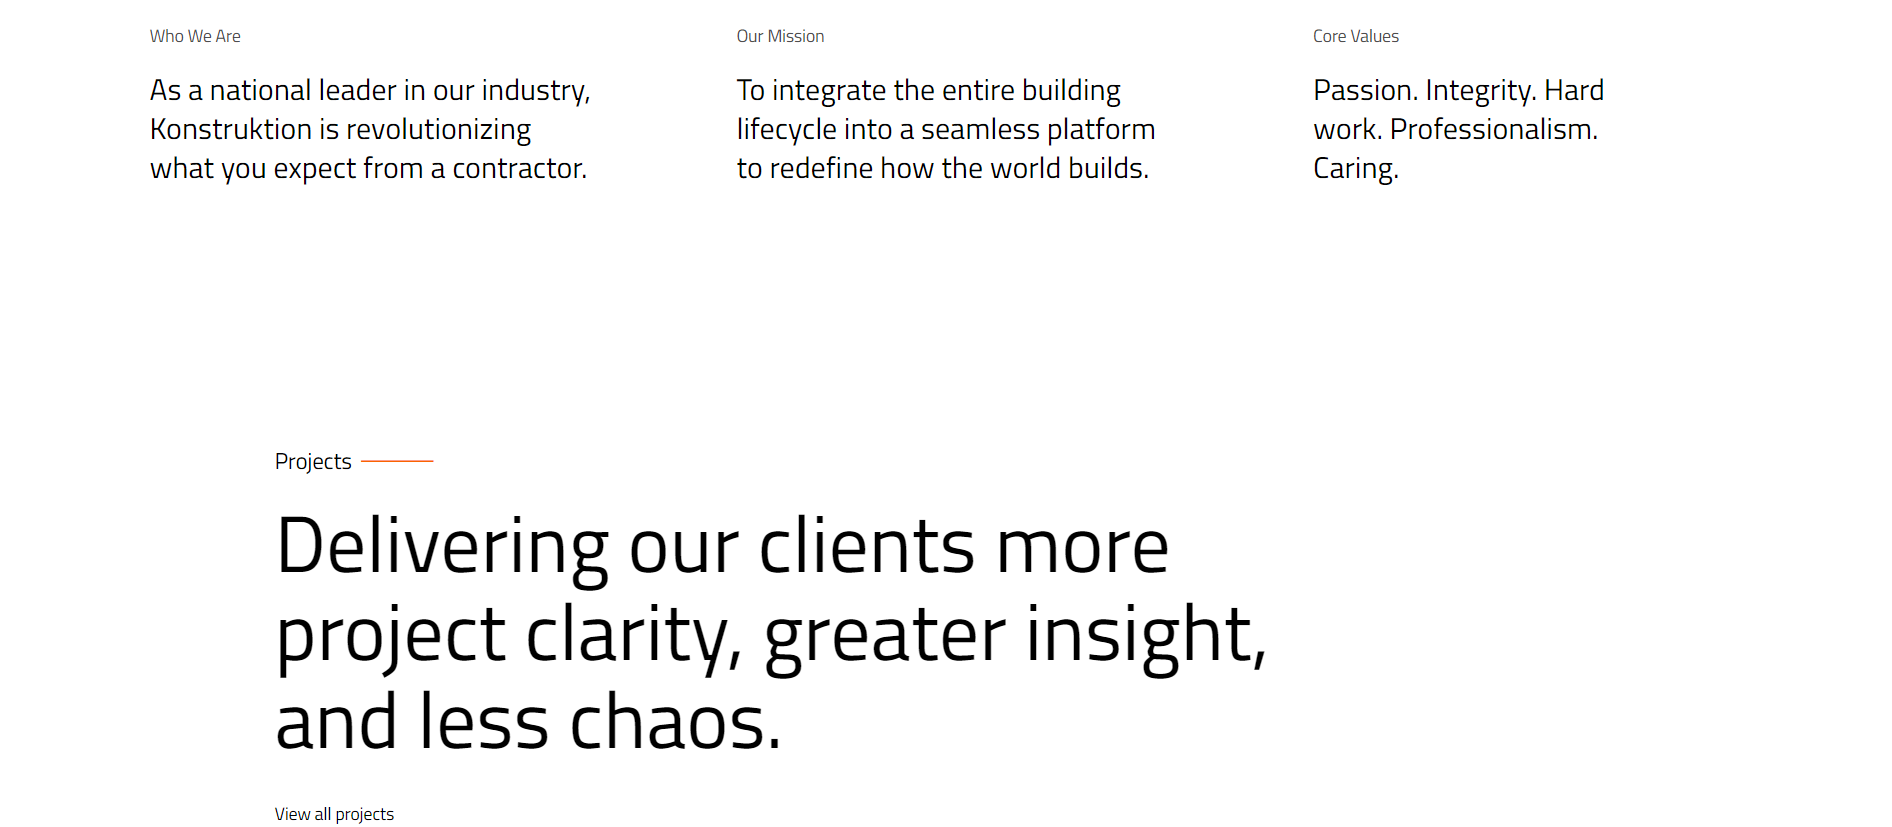 Who We Are
As a national leader in our industry,
Konstruktion is revolutionizing
what you expect from a contractor.
Our Mission
To integrate the entire building
lifecycle into a seamless platform
to redefine how the world builds.
Core Values
Passion. Integrity. Hard
work. Professionalism.
Caring.
Projects
Delivering our clients more
project clarity, greater insight,
and less chaos.
View all projects